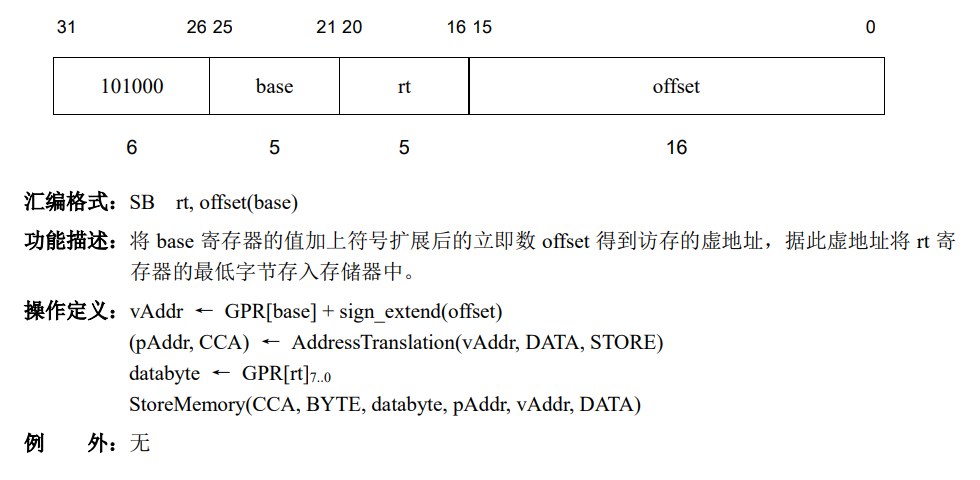 31 26 25 21 20 16 15 0
101000 base rt offset
6 5 5 16
汇编格式：SB rt, offset(base)
功能描述：将 base 寄存器的值加上符号扩展后的立即数 offset 得到访存的虚地址，据此虚地址将 rt 寄
存器的最低字节存入存储器中。
操作定义：vAddr ← GPR[base] + sign_extend(offset)
(pAddr, CCA) ← AddressTranslation(vAddr, DATA, STORE)
databyte ← GPR[rt]7..0
StoreMemory(CCA, BYTE, databyte, pAddr, vAddr, DATA)
例 外：无